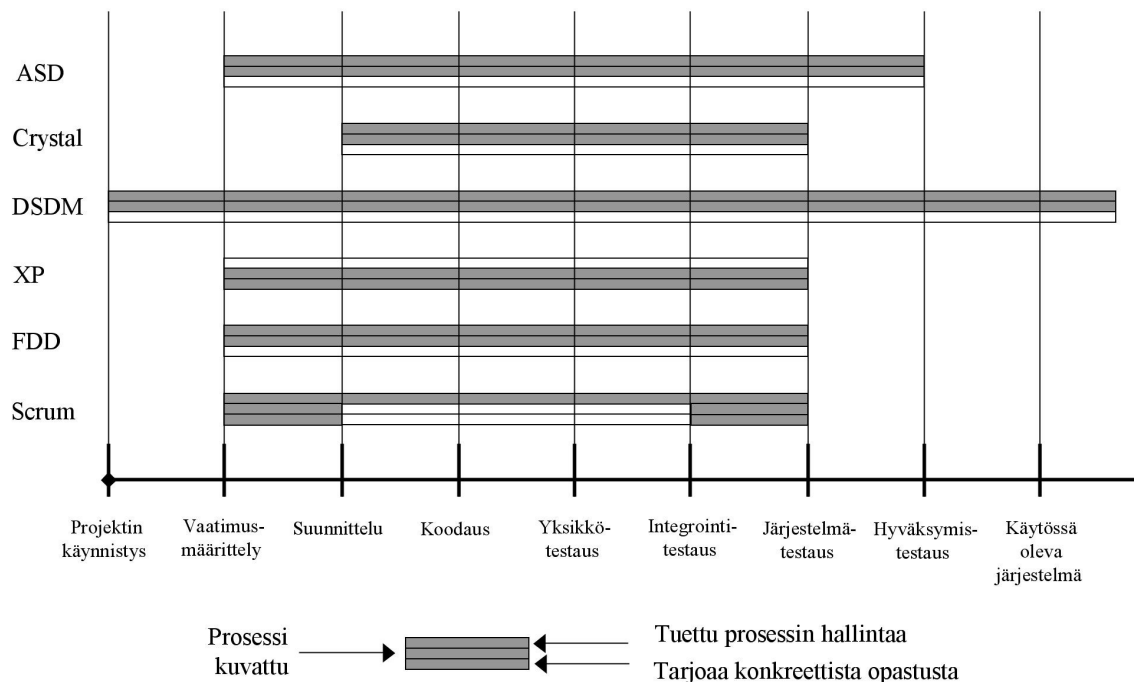 ASD
Crystal
DSDM
XP
FDD
Scrum
Projektin
käynnistys
Vaatimus-
määrittely
Suunnittelu
Koodaus
Yksikkö-
testaus
Integrointi-
testaus
Järjestelmä-
testaus
Hyväksymis-
testaus
Käytössä
oleva
järjestelmä
Prosessi
kuvattu
Tuettu prosessin hallintaa
Tarjoaa konkreettista opastusta